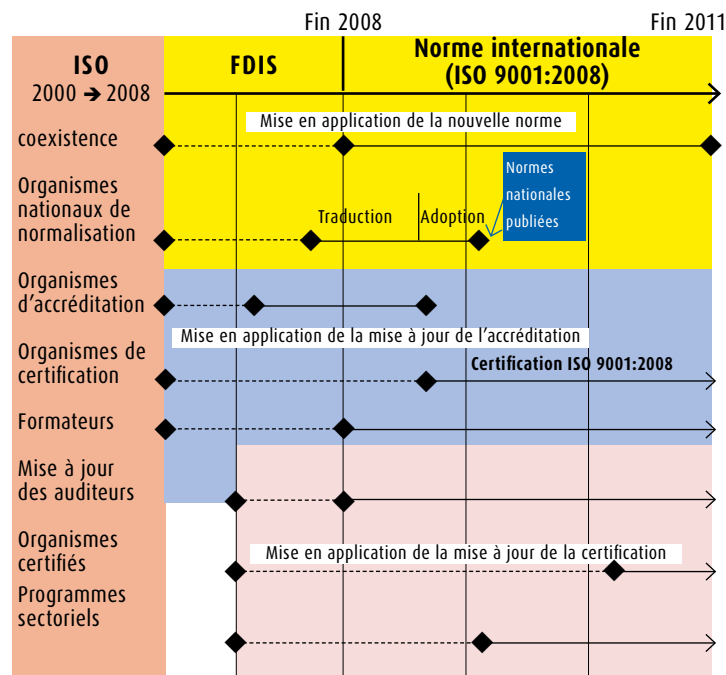 Fin 2008
Fin 2011
ISO
2000 ➔ 2008
FDIS
Norme internationale
(ISO 9001:2008)
Mise en application de la nouvelle norme
coexistence
Organismes
nationaux de
normalisation
Traduction
Adoption
Normes
nationales
publiées
Organismes
d'accréditation
Mise en application de la mise à jour de l'accréditation
Organismes de
certification
Certification ISO 9001:2008
Formateurs
Mise à jour
des auditeurs
Organismes
certifiés
Mise en application de la mise à jour de la certification
Programmes
sectoriels